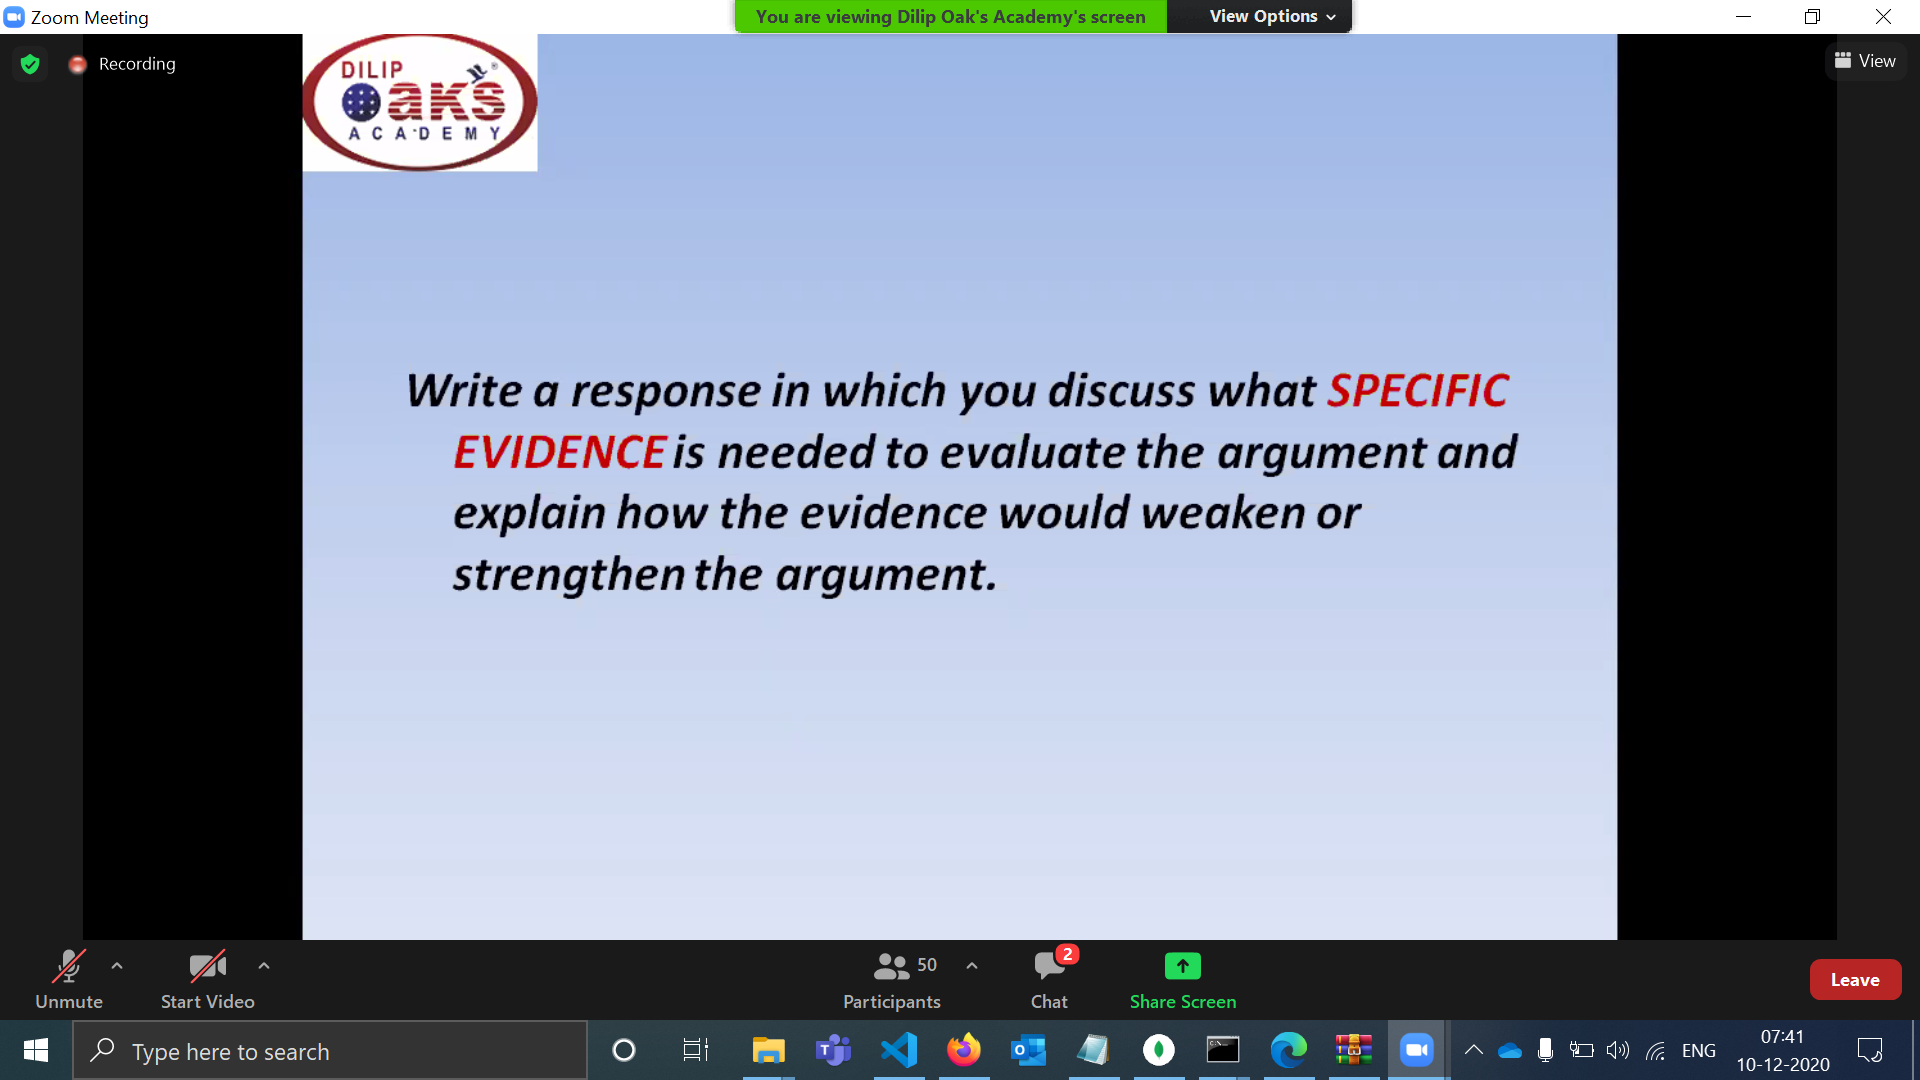 Zoom Meeting
You are viewing Dilip Oak's Academy's screen
View Options
Recording
View
DILIP
Oak's
ACADEMY
Write a response in which you discuss what SPECIFIC
EVIDENCE is needed to evaluate the argument and
explain how the evidence would weaken or
strengthen the argument.
Unmute
Start Video
50
Participants
2
Chat
Share Screen
Leave
Type here to search
ENG
07:41
10-12-2020